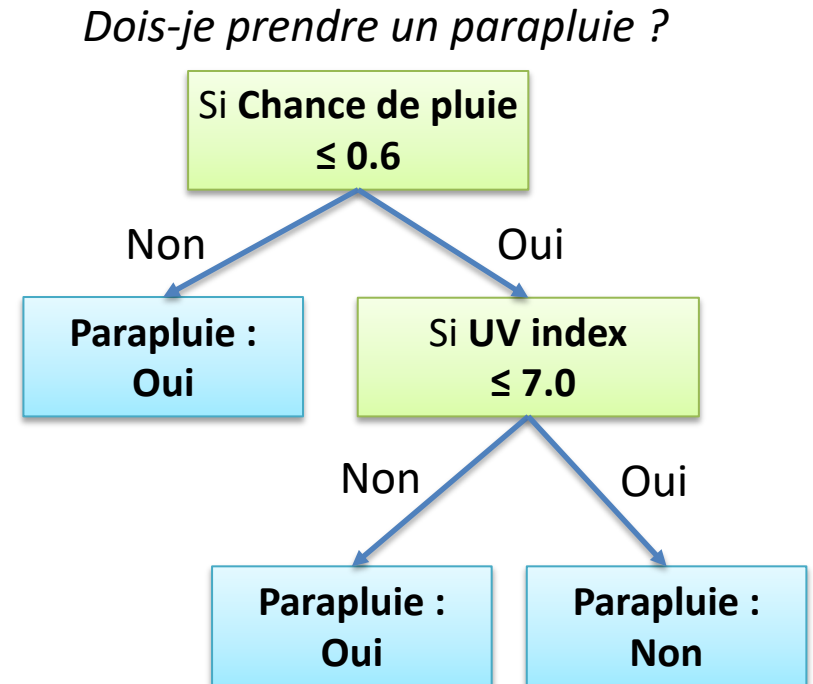 Dois-je prendre un parapluie ?
Si Chance de pluie
≤ 0.6
Non
Oui
Parapluie :
Oui
Si UV index
≤ 7.0
Non
Oui
Parapluie :
Oui
Parapluie :
Non